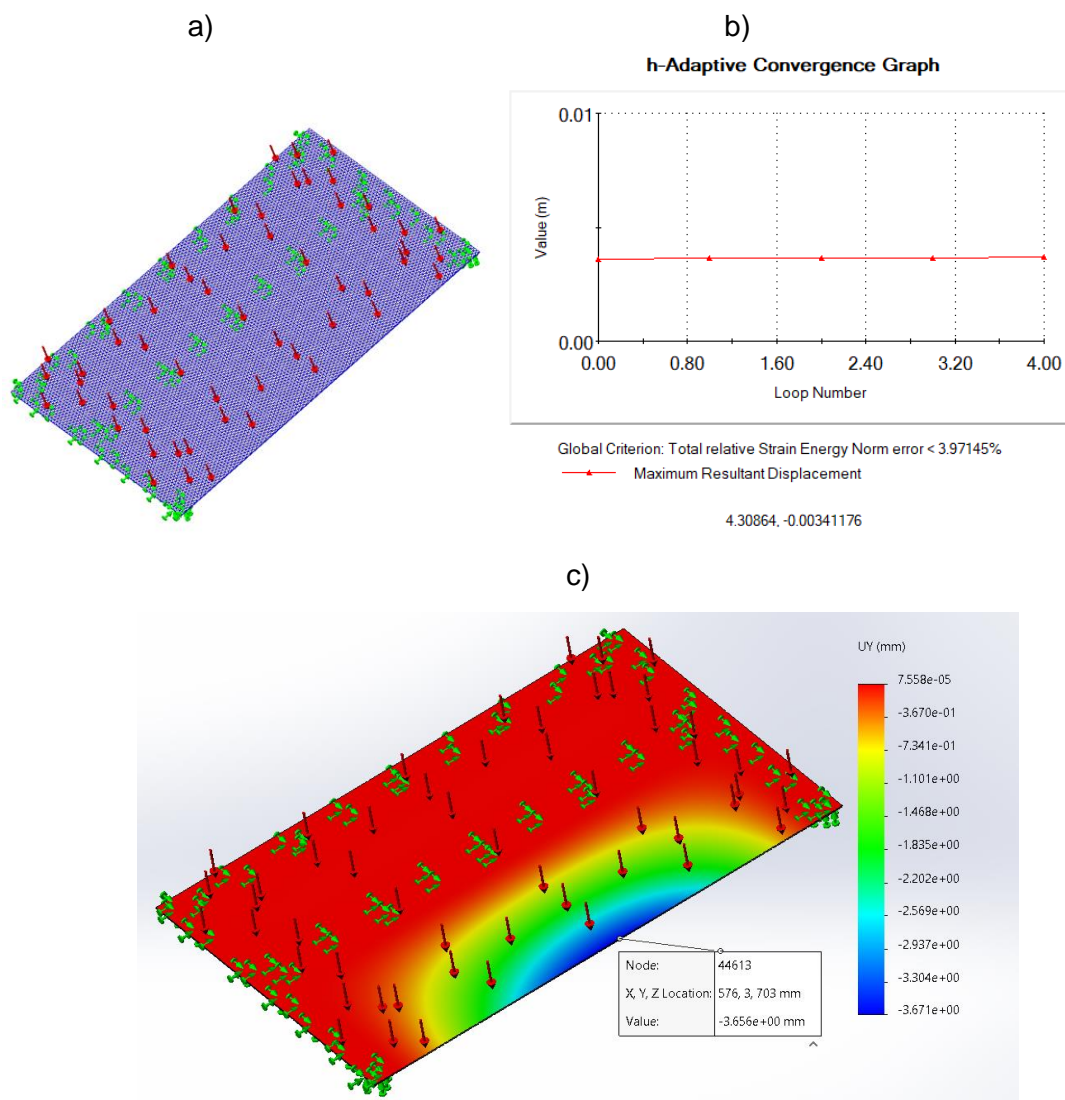 a)
b)
h-Adaptive Convergence Graph
0.01
Value (m)
0.00
0.00 0.80 1.60 2.40 3.20 4.00
Loop Number
Global Criterion: Total relative Strain Energy Norm error < 3.97145%
Maximum Resultant Displacement
4.30864, -0.00341176
c)
UY (mm)
7.558e-05
-3.670e-01
-7.341e-01
-1.101e+00
-1.468e+00
-1.835e+00
-2.202e+00
-2.569e+00
-2.937e+00
-3.304e+00
-3.671e+00
Node: 44613
X, Y, Z Location: 576, 3, 703 mm
Value: -3.656e+00 mm